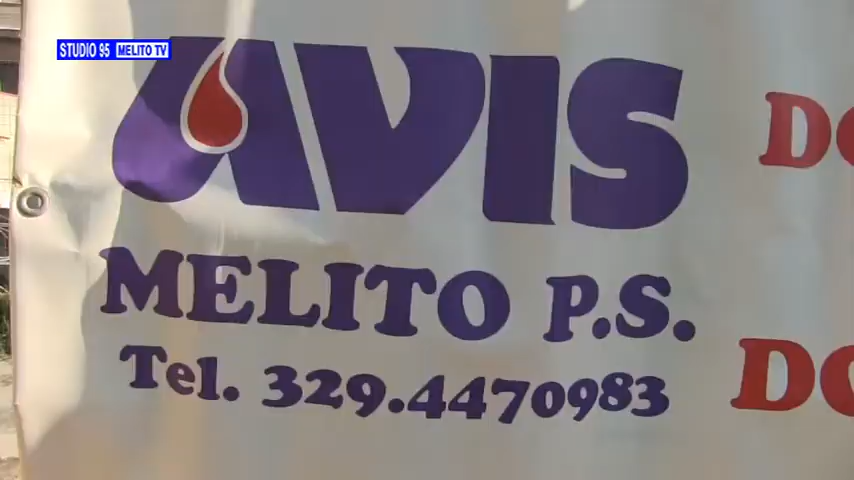 STUDIO 95 MELITO TV
AVIS
MELITO P.S.
Tel. 329.4470983